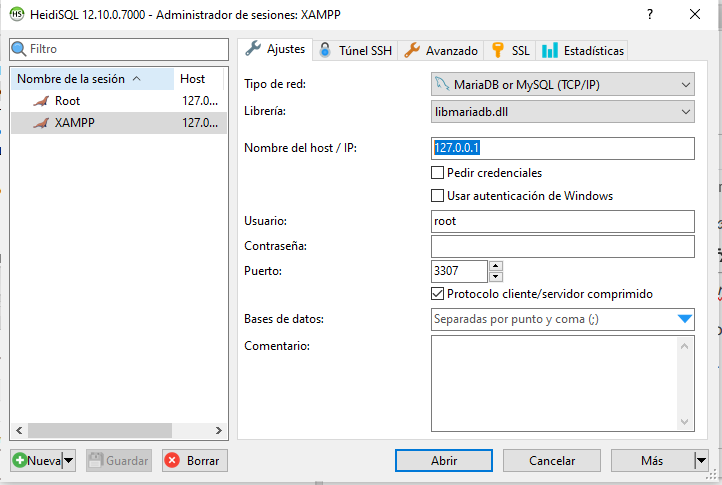 HeidiSQL 12.10.0.7000 - Administrador de sesiones: XAMPP
Filtro
Nombre de la sesión Host
Root 127.0...
XAMPP 127.0...
Ajustes Túnel SSH Avanzado SSL Estadísticas
Tipo de red: MariaDB or MySQL (TCP/IP)
Librería: libmariadb.dll
Nombre del host / IP: 127.0.0.1
Pedir credenciales
Usar autenticación de Windows
Usuario: root
Contraseña:
Puerto: 3307
Protocolo cliente/servidor comprimido
Bases de datos: Separadas por punto y coma (;)
Comentario:
Nueva Guardar Borrar Abrir Cancelar Más